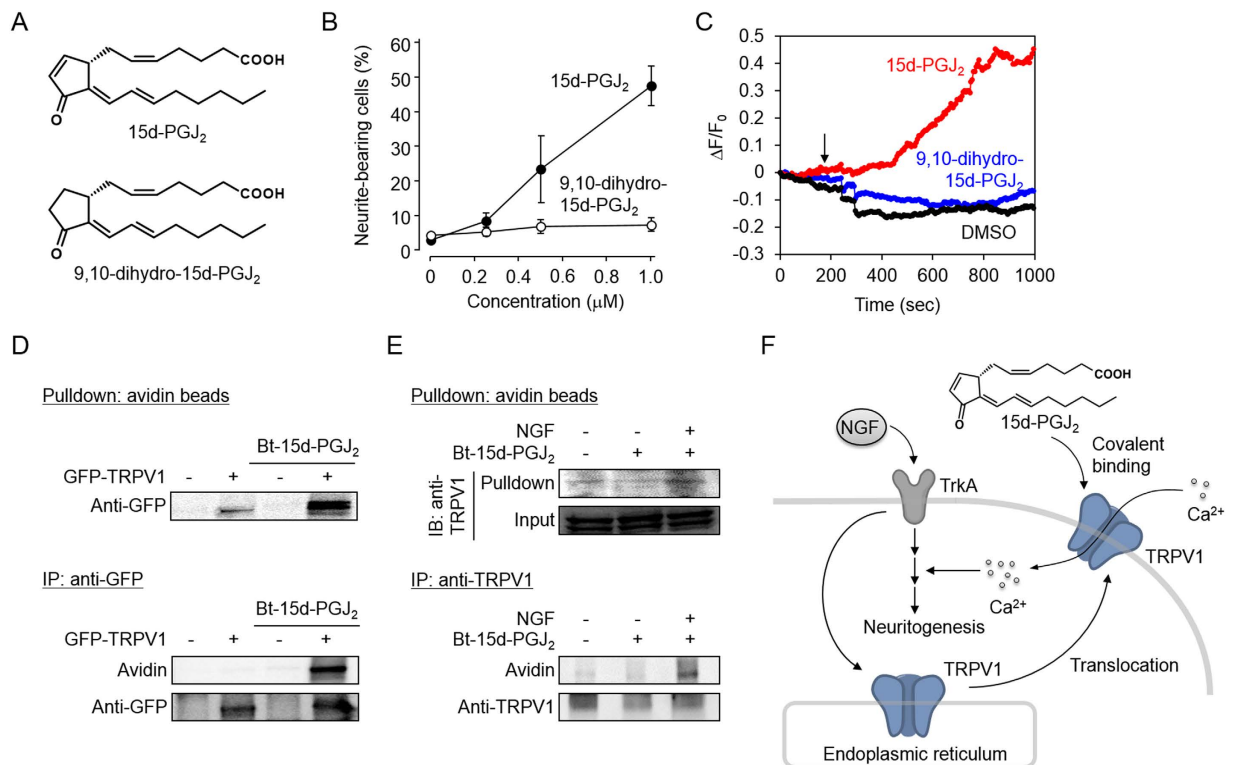 A
COOH
O
15d-PGJ₂
COOH
O
9,10-dihydro-15d-PGJ₂
B
Neurite-bearing cells (%)
60
50
40
30
20
10
0
15d-PGJ₂
9,10-dihydro-
15d-PGJ₂
0 0.2 0.4 0.6 0.8 1.0
Concentration (μM)
C
ΔF/F₀
0.5
0.4
0.3
0.2
0.1
0
-0.1
-0.2
-0.3
15d-PGJ₂
9,10-dihydro-
15d-PGJ₂
DMSO
0 200 400 600 800 1000
Time (sec)
D
Pulldown: avidin beads
Bt-15d-PGJ₂
GFP-TRPV1 - + - +
Anti-GFP
IP: anti-GFP
Bt-15d-PGJ₂
GFP-TRPV1 - + - +
Avidin
Anti-GFP
E
Pulldown: avidin beads
NGF - - +
Bt-15d-PGJ₂ - + +
IB: anti-
TRPV1
Pulldown
Input
IP: anti-TRPV1
NGF - - +
Bt-15d-PGJ₂ - + +
Avidin
Anti-TRPV1
F
COOH
O
15d-PGJ₂
NGF
Covalent
binding
TrkA
Ca²⁺
TRPV1
Ca²⁺
Neuritogenesis
TRPV1
Translocation
Endoplasmic reticulum